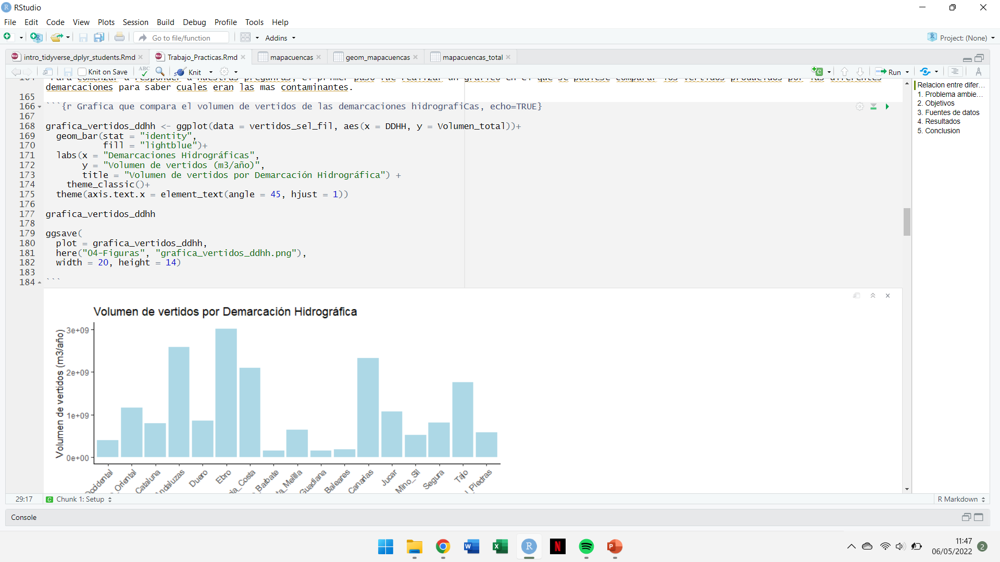 RStudio
File Edit Code View Plots Session Build Debug Profile Tools Help
Go to file/function Addins Project: (None)
intro_tidyverse_dplyr_students.Rmd Trabajo_Practicas.Rmd mapacuencas geom_mapacuencas mapacuencas_total
Knit on Save ABC Knit Run
demarcaciones para saber cuales eran las mas contaminantes.
165
166 ```{r Grafica que compara el volumen de vertidos de las demarcaciones hidrografiCas, echo=TRUE}
167
168 grafica_vertidos_ddhh <- ggplot(data = vertidos_sel_fil, aes(x = DDHH, y = Volumen_total))+
169 geom_bar(stat = "identity",
170 fill = "lightblue")+
171 labs(x = "Demarcaciones Hidrográficas",
172 y = "Volumen de vertidos (m3/año)",
173 title = "Volumen de vertidos por Demarcación Hidrográfica") +
174 theme_classic()+
175 theme(axis.text.x = element_text(angle = 45, hjust = 1))
176
177 grafica_vertidos_ddhh
178
179 ggsave(
180 plot = grafica_vertidos_ddhh,
181 here("04-Figuras", "grafica_vertidos_ddhh.png"),
182 width = 20, height = 14)
183
184 ```
Relacion entre difer...
1. Problema ambie...
2. Objetivos
3. Fuentes de datos
4. Resultados
5. Conclusion
Volumen de vertidos por Demarcación Hidrográfica
Volumen de vertidos (m3/año)
3e+09
2e+09
1e+09
0e+00
Occidental
_Oriental
Cataluna
Andaluzas
Duero
Ebro
ia_Costa
_Barbate
ta_Melilla
Guadiana
Baleares
Canarias
Jucar
Mino_Sil
Segura
Tajo
l_Piedras
29:17 Chunk 1: Setup R Markdown
Console
11:47
06/05/2022 2